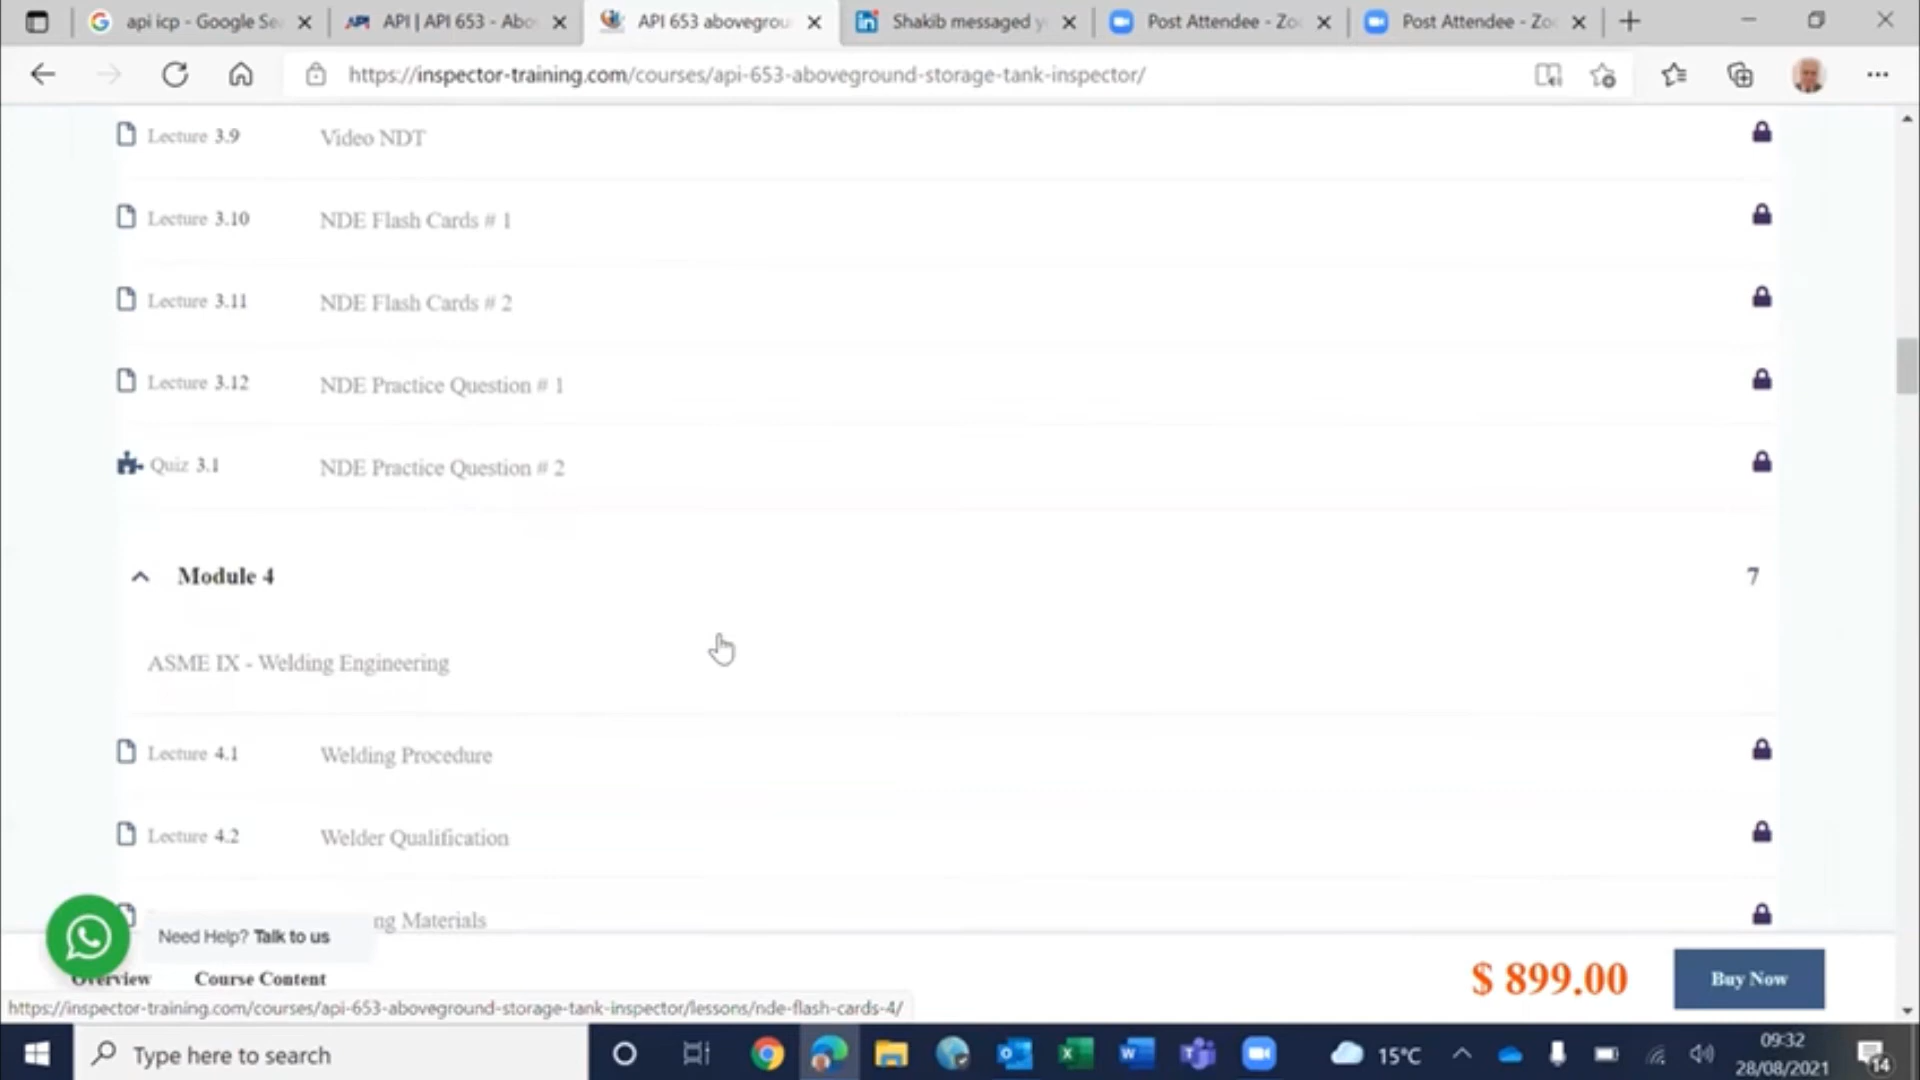 api icp - Google Se
API | API 653 - Abo
API 653 abovegrou
Shakib messaged y
Post Attendee - Zo
Post Attendee - Zo
https://inspector-training.com/courses/api-653-aboveground-storage-tank-inspector/
Lecture 3.9 Video NDT
Lecture 3.10 NDE Flash Cards # 1
Lecture 3.11 NDE Flash Cards # 2
Lecture 3.12 NDE Practice Question # 1
Quiz 3.1 NDE Practice Question # 2
Module 4 7
ASME IX - Welding Engineering
Lecture 4.1 Welding Procedure
Lecture 4.2 Welder Qualification
ng Materials
Need Help? Talk to us
Overview Course Content
$ 899.00 Buy Now
https://inspector-training.com/courses/api-653-aboveground-storage-tank-inspector/lessons/nde-flash-cards-4/
Type here to search
15°C
09:32
28/08/2021
14